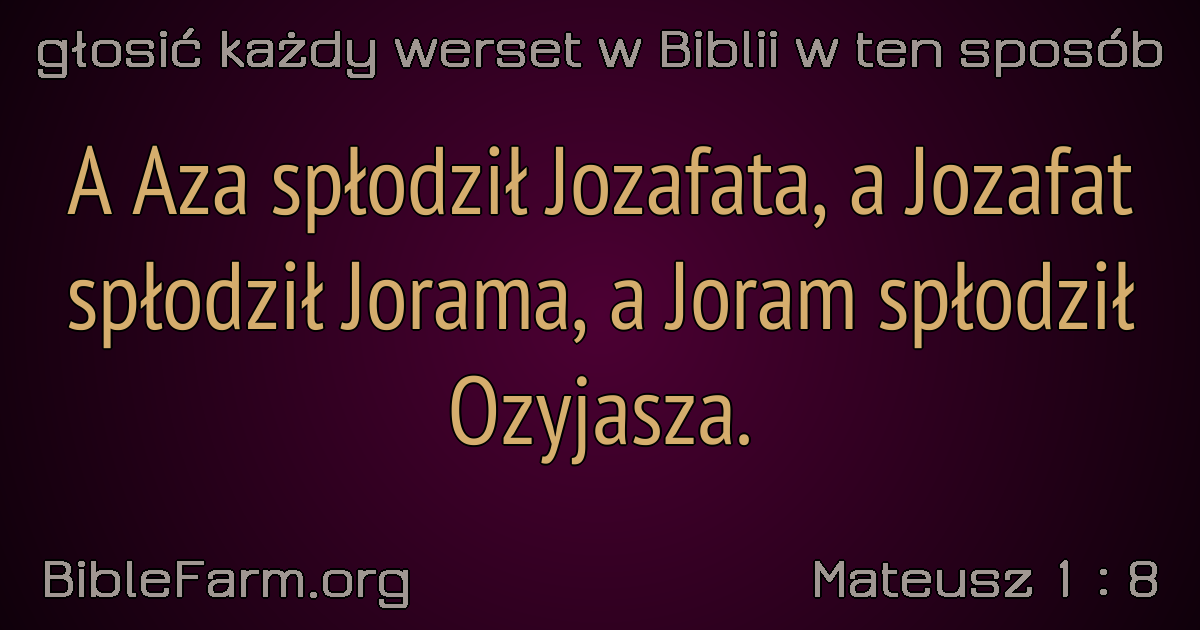 głosić każdy werset w Biblii w ten sposób
A Aza spłodził Jozafata, a Jozafat
spłodził Jorama, a Joram spłodził
Ozyjasza.
BibleFarm.org
Mateusz 1 : 8